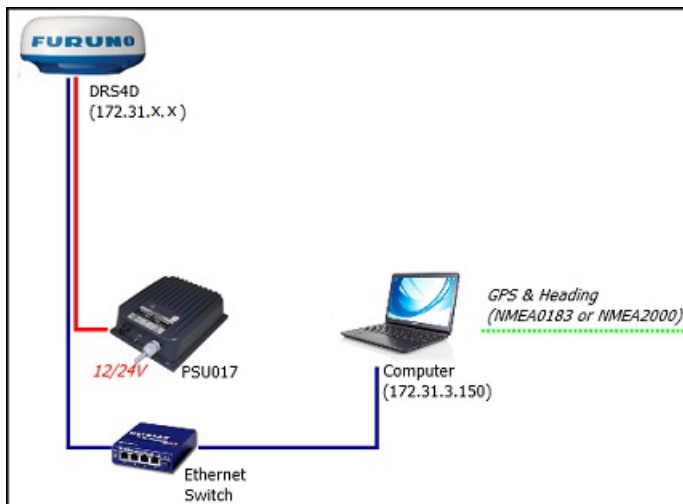 FURUNO
DRS4D
(172.31.x.x)
GPS & Heading
(NMEA0183 or NMEA2000)
12/24V
PSU017
Computer
(172.31.3.150)
NETGEAR
Ethernet
Switch